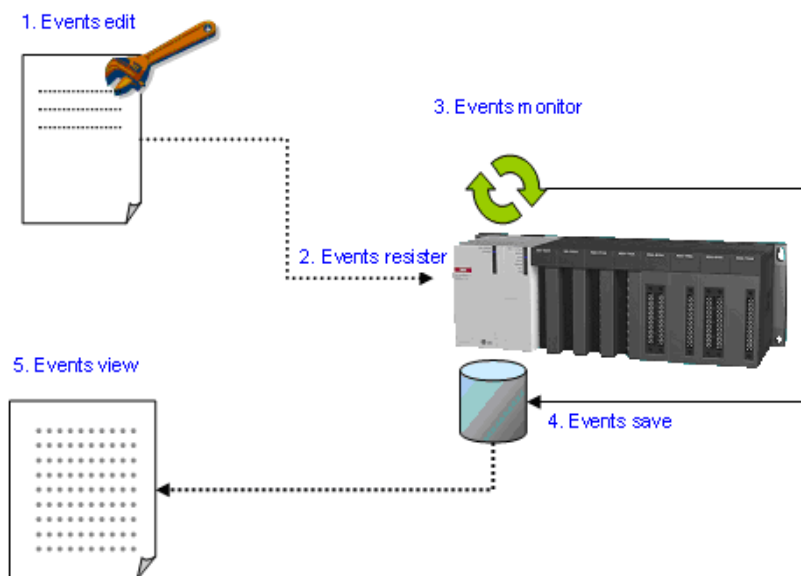 1. Events edit
3. Events monitor
2. Events resister
5. Events view
4. Events save